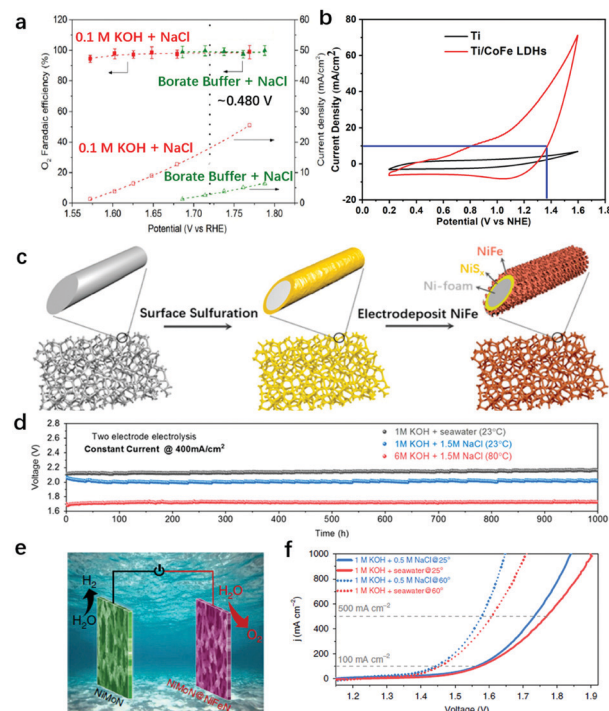 a
0.1 M KOH + NaCl
Borate Buffer + NaCl
~0.480 V
0.1 M KOH + NaCl
Borate Buffer + NaCl
O2 Faradaic efficiency (%)
120
100
80
60
40
20
0
60
50
40
30
20
10
0
Current density (mA/cm2)
1.55 1.60 1.65 1.70 1.75 1.80
Potential (V vs RHE)
b
Ti
Ti/CoFe LDHs
Current Density (mA/cm2)
80
60
40
20
0
-20
0.0 0.2 0.4 0.6 0.8 1.0 1.2 1.4 1.6 1.8
Potential (V vs NHE)
c
Surface Sulfuration
Electrodeposit NiFe
NiFe
NiSx
Ni-foam
d
Two electrode electrolysis
Constant Current @ 400mA/cm2
1M KOH + seawater (23°C)
1M KOH + 1.5M NaCl (23°C)
6M KOH + 1.5M NaCl (80°C)
Voltage (V)
2.8
2.6
2.4
2.2
2.0
1.8
1.6
0 100 200 300 400 500 600 700 800 900 1000
Time (h)
e
H2
H2O
H2O
O2
NiMoN
NiMoN@NiFeN
f
1 M KOH + 0.5 M NaCl@25°
1 M KOH + seawater@25°
1 M KOH + 0.5 M NaCl@60°
1 M KOH + seawater@60°
500 mA cm−2
100 mA cm−2
j (mA cm−2)
1000
800
600
400
200
0
1.2 1.3 1.4 1.5 1.6 1.7 1.8 1.9
Voltage (V)